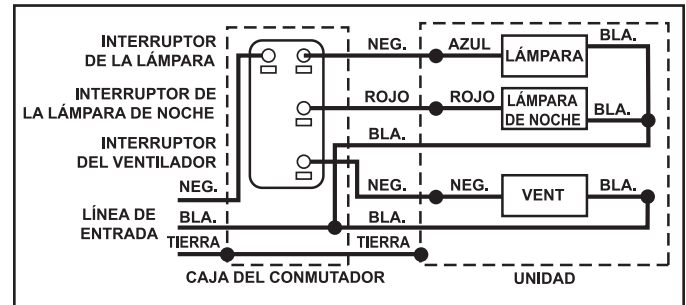 INTERRUPTOR
DE LA LÁMPARA
NEG.
AZUL
LÁMPARA
BLA.
INTERRUPTOR DE
LA LÁMPARA DE NOCHE
ROJO
ROJO
LÁMPARA
DE NOCHE
BLA.
INTERRUPTOR
DEL VENTILADOR
BLA.
NEG.
NEG.
NEG.
VENT
BLA.
LÍNEA DE
ENTRADA
BLA.
BLA.
TIERRA
TIERRA
CAJA DEL CONMUTADOR
UNIDAD